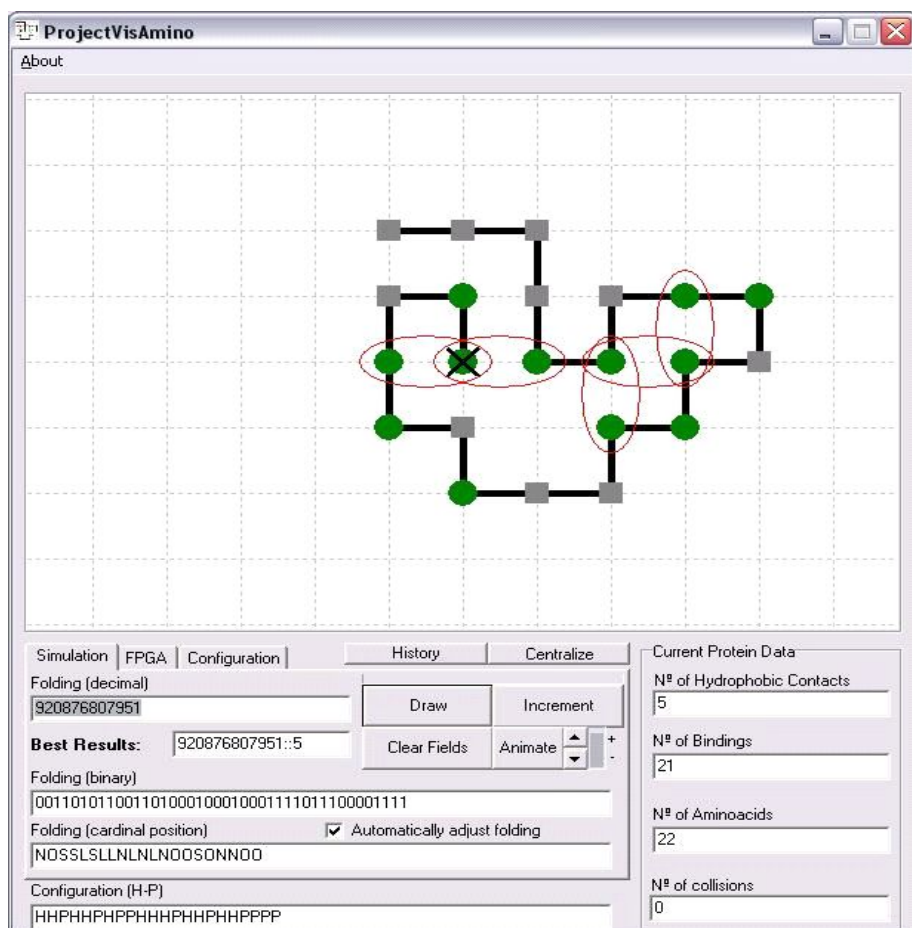 ProjectVisAmino
About
Simulation
FPGA
Configuration
History
Centralize
Folding (decimal)
920876807951
Draw
Increment
Best Results:
920876807951::5
Clear Fields
Animate
+
-
Folding (binary)
001101011001101000100010001111011100001111
Folding (cardinal position)
Automatically adjust folding
NOSSLSLLNLNLNOOSONNOO
Configuration (H-P)
HHPHHPHPPHHHPHHPHHPPPP
Current Protein Data
Nº of Hydrophobic Contacts
5
Nº of Bindings
21
Nº of Aminoacids
22
Nº of collisions
0